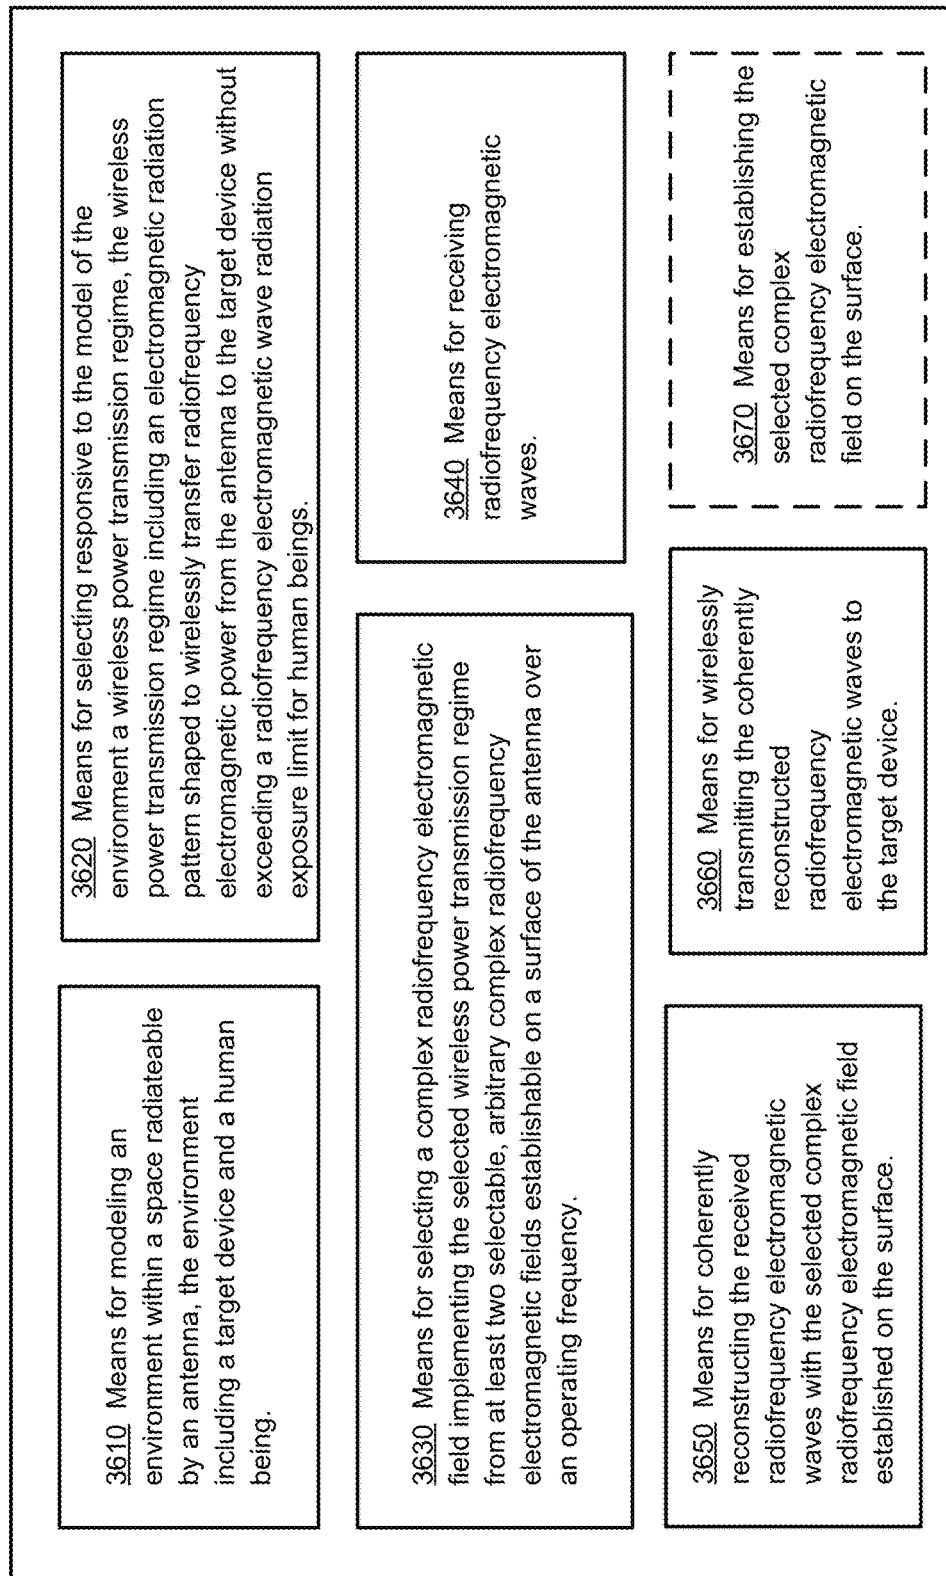 3610 Means for modeling an
environment within a space radiateable
by an antenna, the environment
including a target device and a human
being.
3620 Means for selecting responsive to the model of the
environment a wireless power transmission regime, the wireless
power transmission regime including an electromagnetic radiation
pattern shaped to wirelessly transfer radiofrequency
electromagnetic power from the antenna to the target device without
exceeding a radiofrequency electromagnetic wave radiation
exposure limit for human beings.
3630 Means for selecting a complex radiofrequency electromagnetic
field implementing the selected wireless power transmission regime
from at least two selectable, arbitrary complex radiofrequency
electromagnetic fields establishable on a surface of the antenna over
an operating frequency.
3640 Means for receiving
radiofrequency electromagnetic
waves.
3650 Means for coherently
reconstructing the received
radiofrequency electromagnetic
waves with the selected complex
radiofrequency electromagnetic field
established on the surface.
3660 Means for wirelessly
transmitting the coherently
reconstructed
radiofrequency
electromagnetic waves to
the target device.
3670 Means for establishing the
selected complex
radiofrequency electromagnetic
field on the surface.